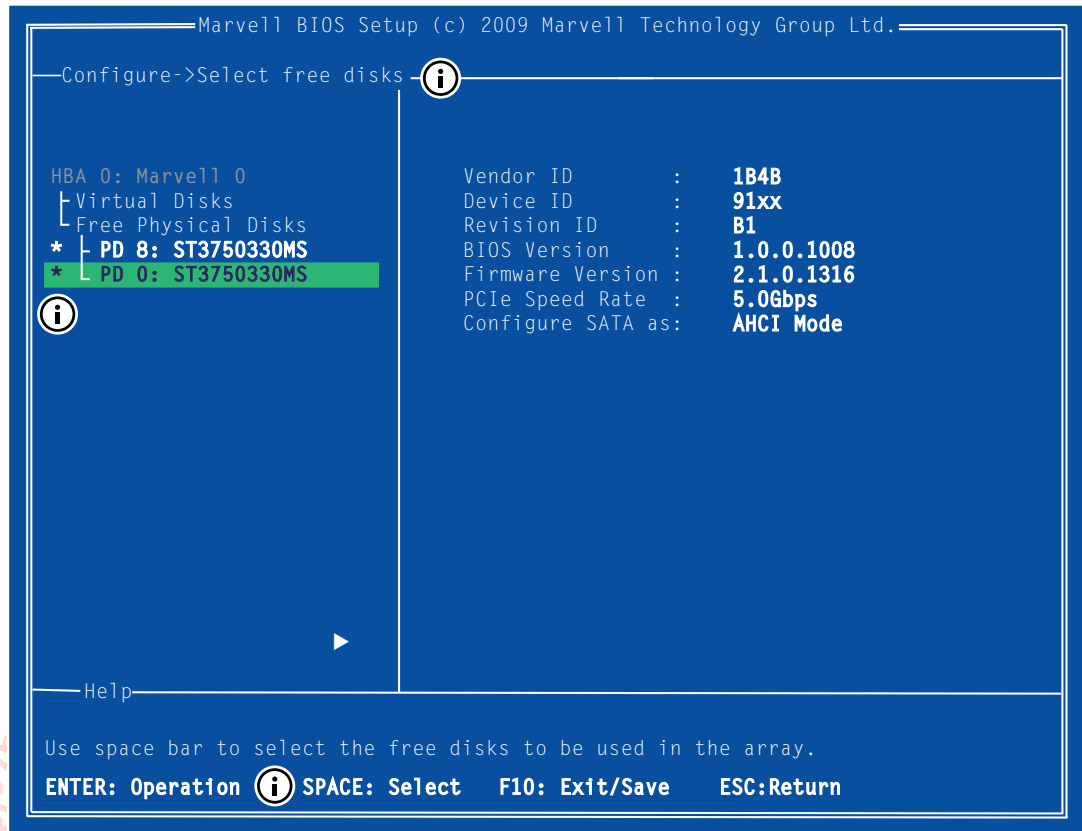 Marvell BIOS Setup (c) 2009 Marvell Technology Group Ltd.
Configure->Select free disks
HBA 0: Marvell 0
Virtual Disks
Free Physical Disks
* PD 8: ST3750330MS
* PD 0: ST3750330MS
Vendor ID : 1B4B
Device ID : 91xx
Revision ID : B1
BIOS Version : 1.0.0.1008
Firmware Version : 2.1.0.1316
PCIe Speed Rate : 5.0Gbps
Configure SATA as: AHCI Mode
Help
Use space bar to select the free disks to be used in the array.
ENTER: Operation SPACE: Select F10: Exit/Save ESC:Return